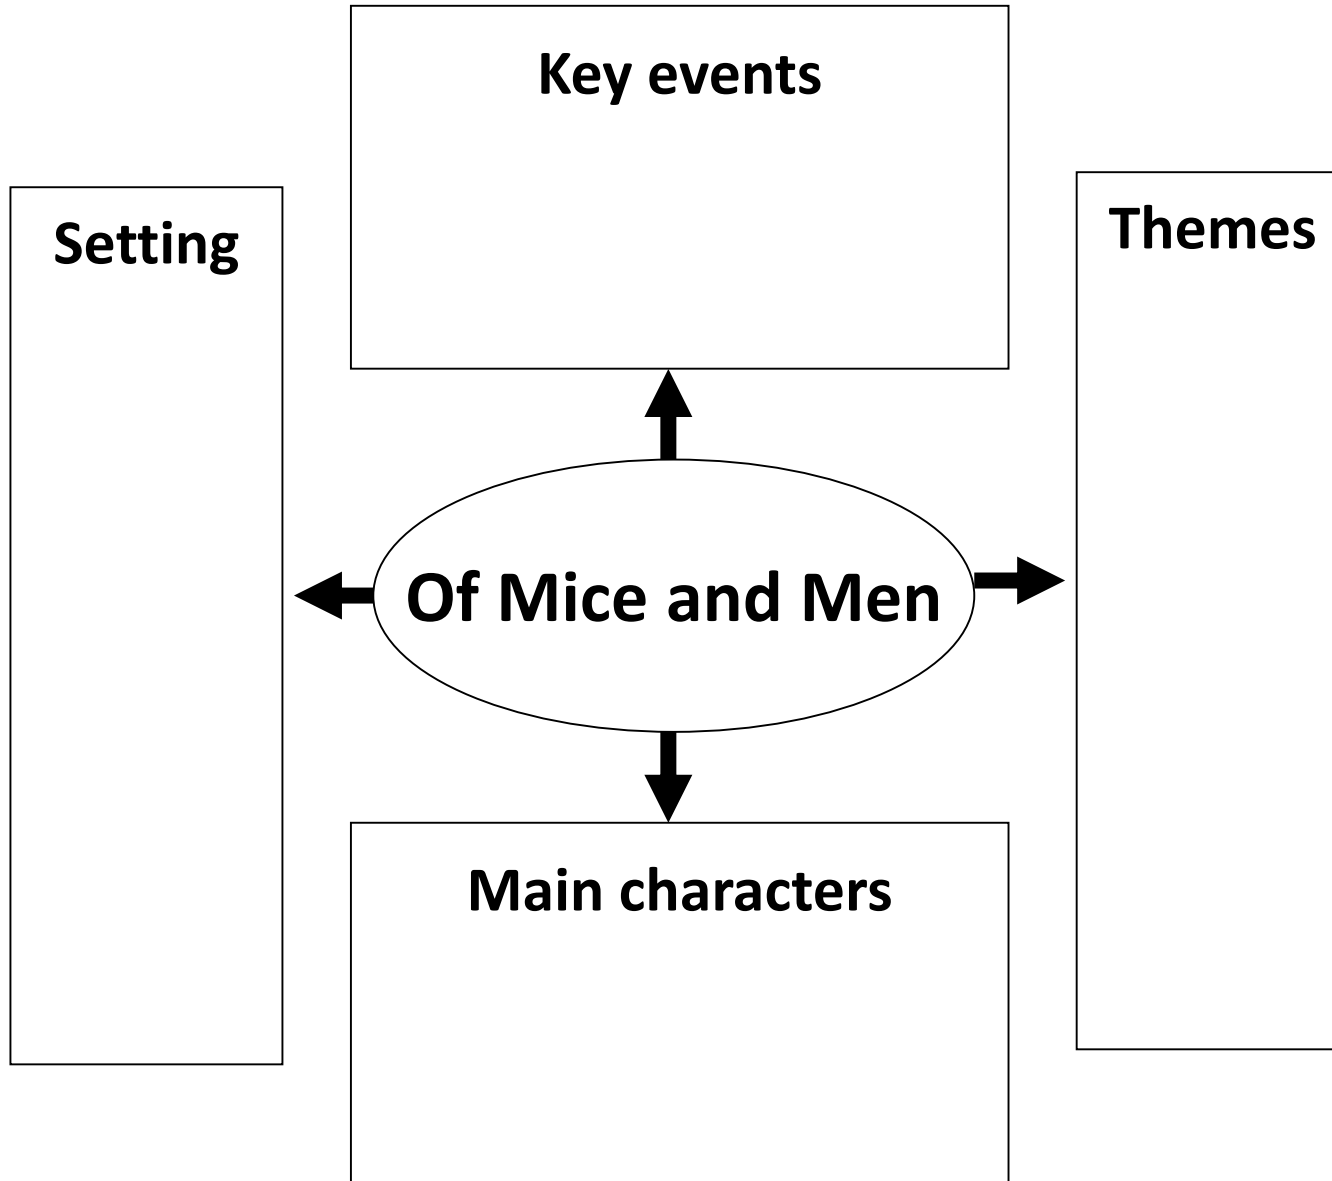 Key events
Setting
Themes
Of Mice and Men
Main characters